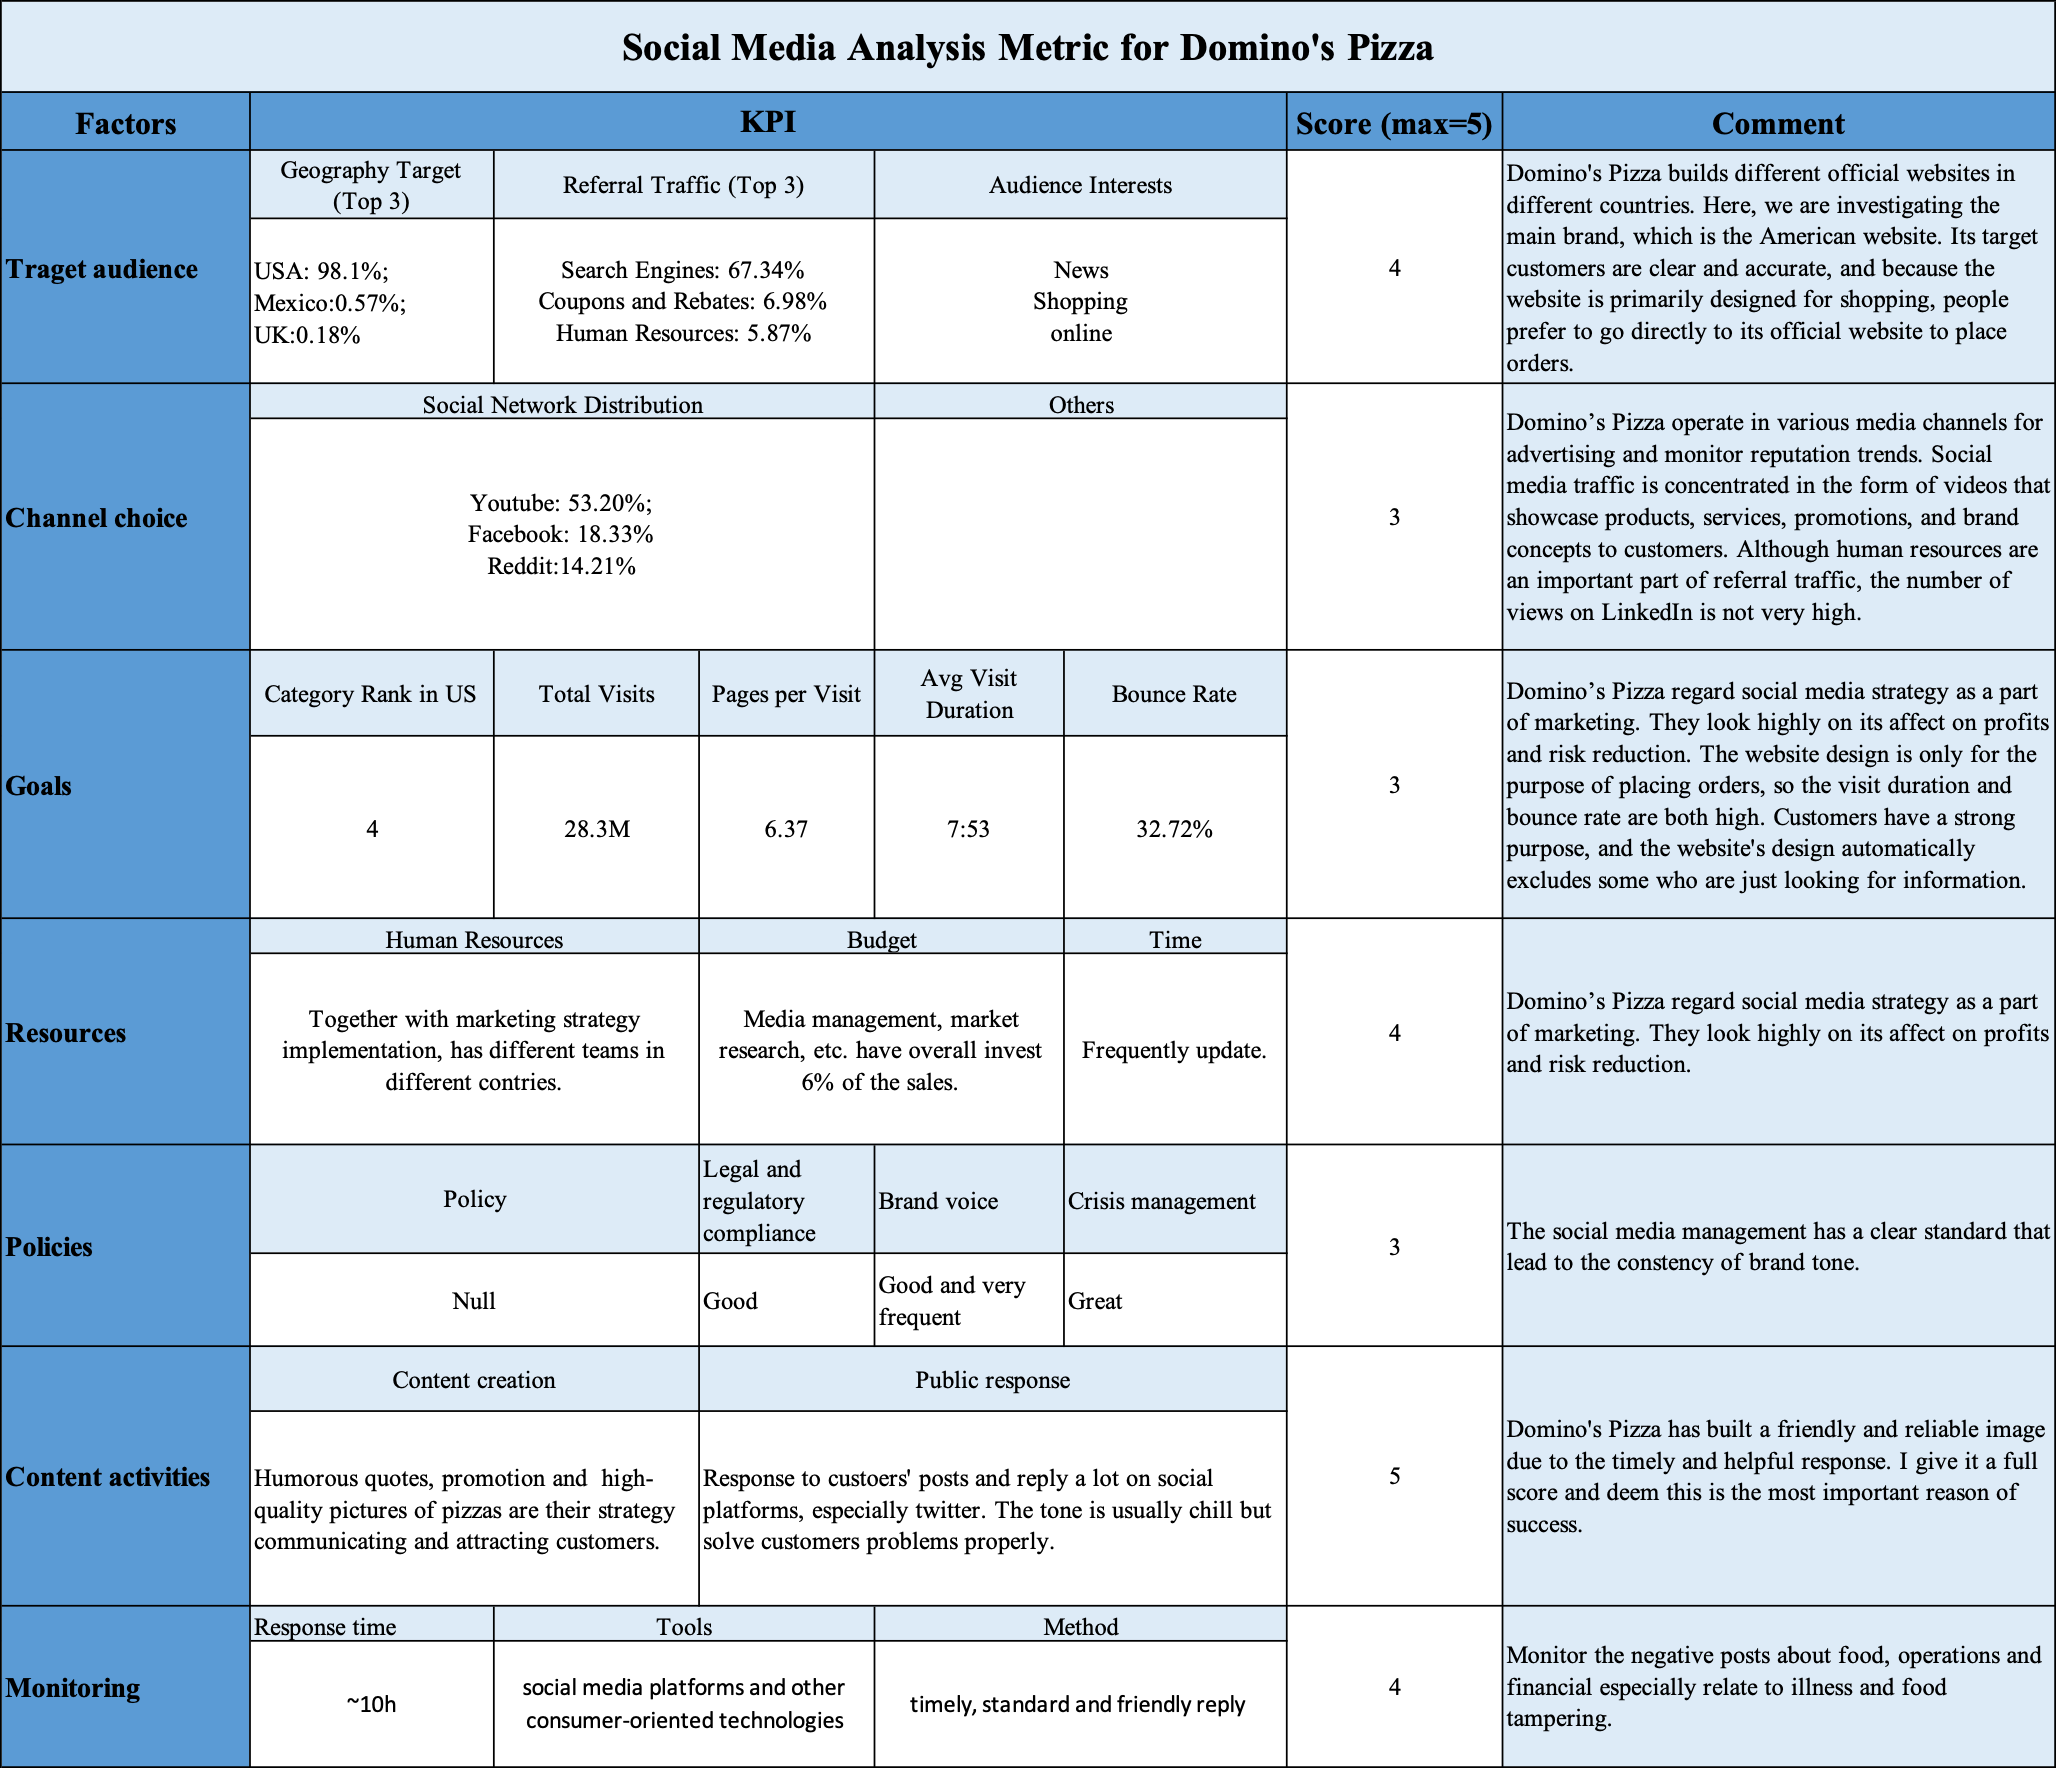 Social Media Analysis Metric for Domino's Pizza
Factors
KPI
Score (max=5)
Comment
Traget audience
Geography Target
(Top 3)
Referral Traffic (Top 3)
Audience Interests
USA: 98.1%;
Mexico:0.57%;
UK:0.18%
Search Engines: 67.34%
Coupons and Rebates: 6.98%
Human Resources: 5.87%
News
Shopping
online
4
Domino's Pizza builds different official websites in
different countries. Here, we are investigating the
main brand, which is the American website. Its target
customers are clear and accurate, and because the
website is primarily designed for shopping, people
prefer to go directly to its official website to place
orders.
Channel choice
Social Network Distribution
Others
Youtube: 53.20%;
Facebook: 18.33%
Reddit:14.21%
3
Domino’s Pizza operate in various media channels for
advertising and monitor reputation trends. Social
media traffic is concentrated in the form of videos that
showcase products, services, promotions, and brand
concepts to customers. Although human resources are
an important part of referral traffic, the number of
views on LinkedIn is not very high.
Goals
Category Rank in US
Total Visits
Pages per Visit
Avg Visit
Duration
Bounce Rate
4
28.3M
6.37
7:53
32.72%
3
Domino’s Pizza regard social media strategy as a part
of marketing. They look highly on its affect on profits
and risk reduction. The website design is only for the
purpose of placing orders, so the visit duration and
bounce rate are both high. Customers have a strong
purpose, and the website's design automatically
excludes some who are just looking for information.
Resources
Human Resources
Budget
Time
Together with marketing strategy
implementation, has different teams in
different contries.
Media management, market
research, etc. have overall invest
6% of the sales.
Frequently update.
4
Domino’s Pizza regard social media strategy as a part
of marketing. They look highly on its affect on profits
and risk reduction.
Policies
Policy
Legal and
regulatory
compliance
Brand voice
Crisis management
Null
Good
Good and very
frequent
Great
3
The social media management has a clear standard that
lead to the constency of brand tone.
Content activities
Content creation
Public response
Humorous quotes, promotion and  high-
quality pictures of pizzas are their strategy
communicating and attracting customers.
Response to custoers' posts and reply a lot on social
platforms, especially twitter. The tone is usually chill but
solve customers problems properly.
5
Domino's Pizza has built a friendly and reliable image
due to the timely and helpful response. I give it a full
score and deem this is the most important reason of
success.
Monitoring
Response time
Tools
Method
~10h
social media platforms and other
consumer-oriented technologies
timely, standard and friendly reply
4
Monitor the negative posts about food, operations and
financial especially relate to illness and food
tampering.